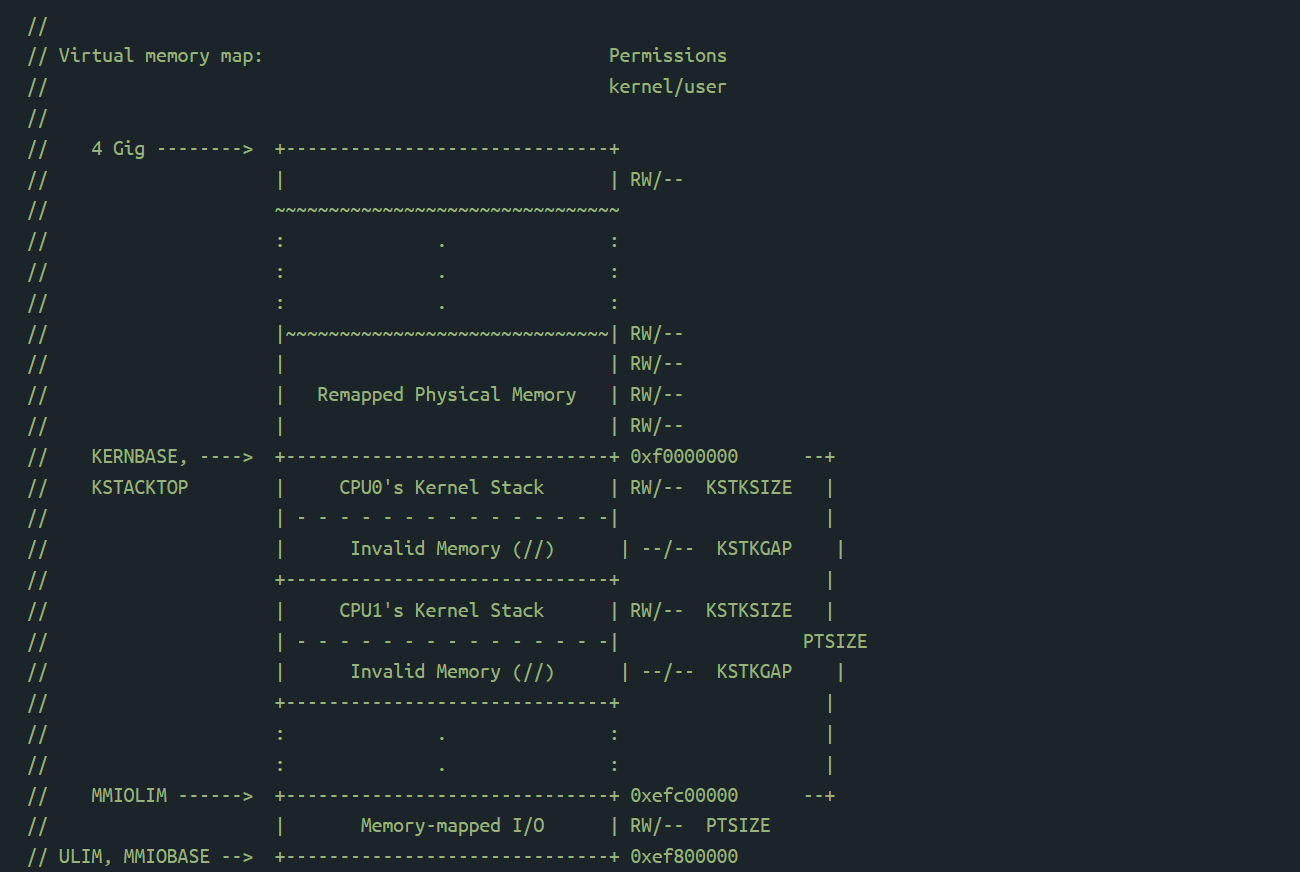 //
// Virtual memory map:                                Permissions
//                                                    kernel/user
//
//    4 Gig -------->  +------------------------------+
//                     |                              | RW/--
//                     ~~~~~~~~~~~~~~~~~~~~~~~~~~~~~~~~
//                     :              .               :
//                     :              .               :
//                     :              .               :
//                     |~~~~~~~~~~~~~~~~~~~~~~~~~~~~~~| RW/--
//                     |                              | RW/--
//                     |   Remapped Physical Memory   | RW/--
//                     |                              | RW/--
//    KERNBASE, ---->  +------------------------------+ 0xf0000000      --+
//    KSTACKTOP        |     CPU0's Kernel Stack      | RW/--  KSTKSIZE   |
//                     | - - - - - - - - - - - - - - -|                   |
//                     |      Invalid Memory (//)      | --/--  KSTKGAP    |
//                     +------------------------------+                   |
//                     |     CPU1's Kernel Stack      | RW/--  KSTKSIZE   |
//                     | - - - - - - - - - - - - - - -|                 PTSIZE
//                     |      Invalid Memory (//)      | --/--  KSTKGAP    |
//                     +------------------------------+                   |
//                     :              .               :                   |
//                     :              .               :                   |
//    MMIOLIM ------>  +------------------------------+ 0xefc00000      --+
//                     |       Memory-mapped I/O      | RW/--  PTSIZE
// ULIM, MMIOBASE -->  +------------------------------+ 0xef800000